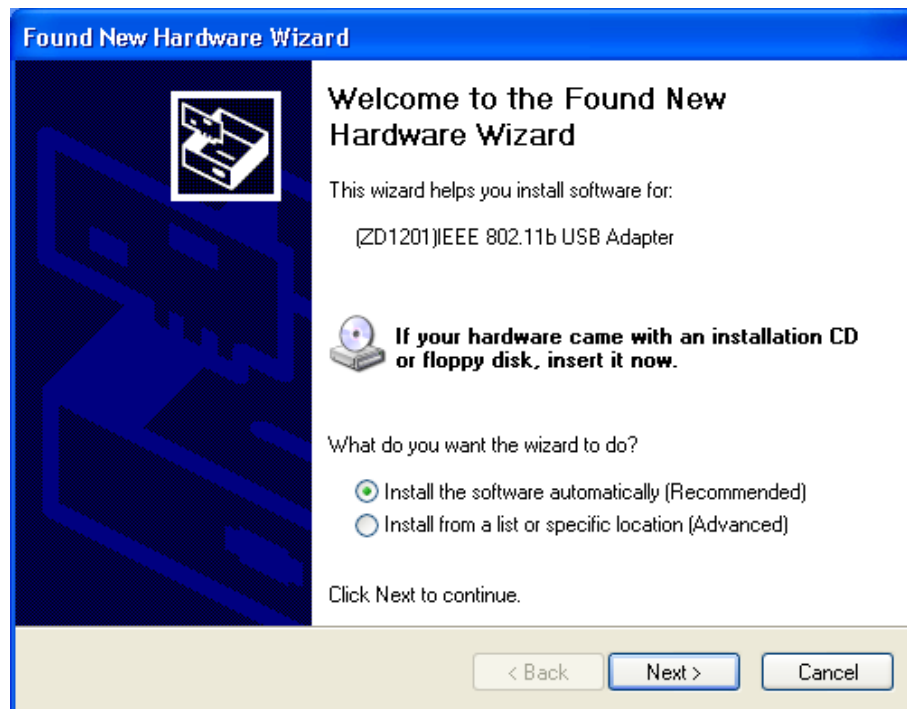 Found New Hardware Wizard
Welcome to the Found New
Hardware Wizard
This wizard helps you install software for:
(ZD1201)IEEE 802.11b USB Adapter
If your hardware came with an installation CD
or floppy disk, insert it now.
What do you want the wizard to do?
Install the software automatically (Recommended)
Install from a list or specific location (Advanced)
Click Next to continue.
< Back Next > Cancel